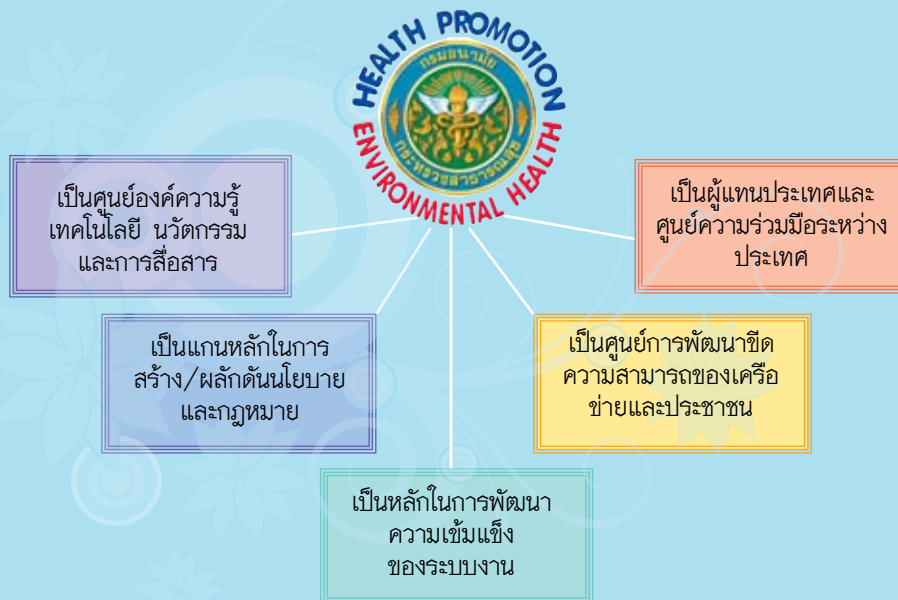 HEALTH PROMOTION
ENVIRONMENTAL HEALTH
กรมอนามัย
กระทรวงสาธารณสุข
เป็นศูนย์องค์ความรู้
เทคโนโลยี นวัตกรรม
และการสื่อสาร
เป็นผู้แทนประเทศและ
ศูนย์ความร่วมมือระหว่าง
ประเทศ
เป็นแกนหลักในการ
สร้าง/ผลักดันนโยบาย
และกฎหมาย
เป็นศูนย์การพัฒนาขีด
ความสามารถของเครือ
ข่ายและประชาชน
เป็นหลักในการพัฒนา
ความเข้มแข็ง
ของระบบงาน